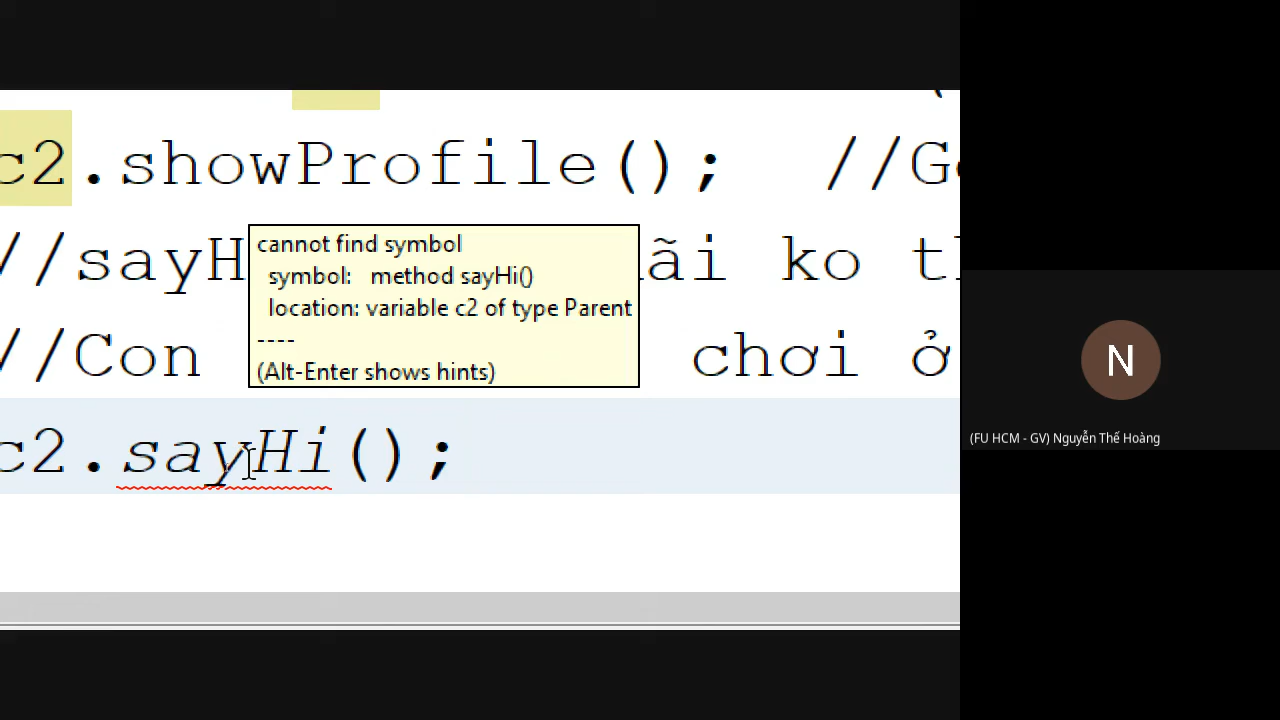 c2.showProfile(); //G
//sayH ãi ko t
//Con chơi ở
cannot find symbol
symbol: method sayHi()
location: variable c2 of type Parent
----
(Alt-Enter shows hints)
c2.sayHi();
N
(FU HCM - GV) Nguyễn Thế Hoàng